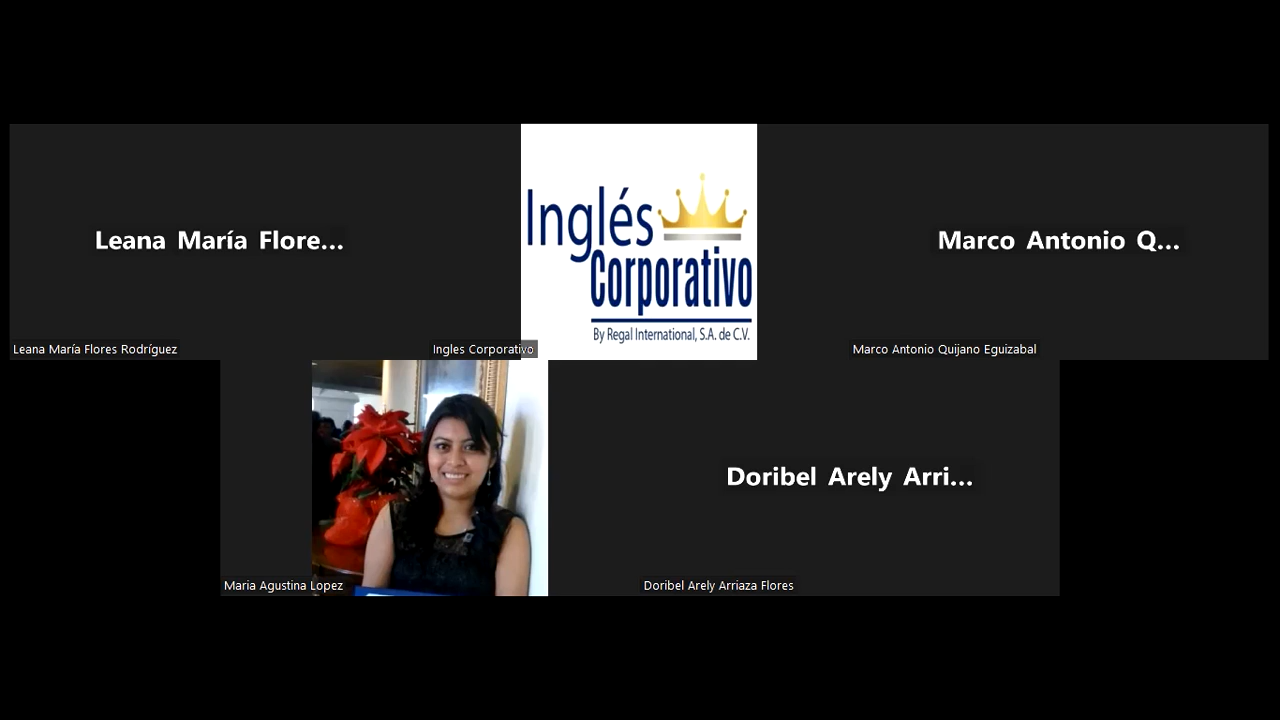 Leana María Flore...
Inglés
Corporativo
By Regal International, S.A. de C.V.
Marco Antonio Q...
Leana María Flores Rodríguez
Ingles Corporativo
Marco Antonio Quijano Eguizabal
Doribel Arely Arri...
Maria Agustina Lopez
Doribel Arely Arriaza Flores